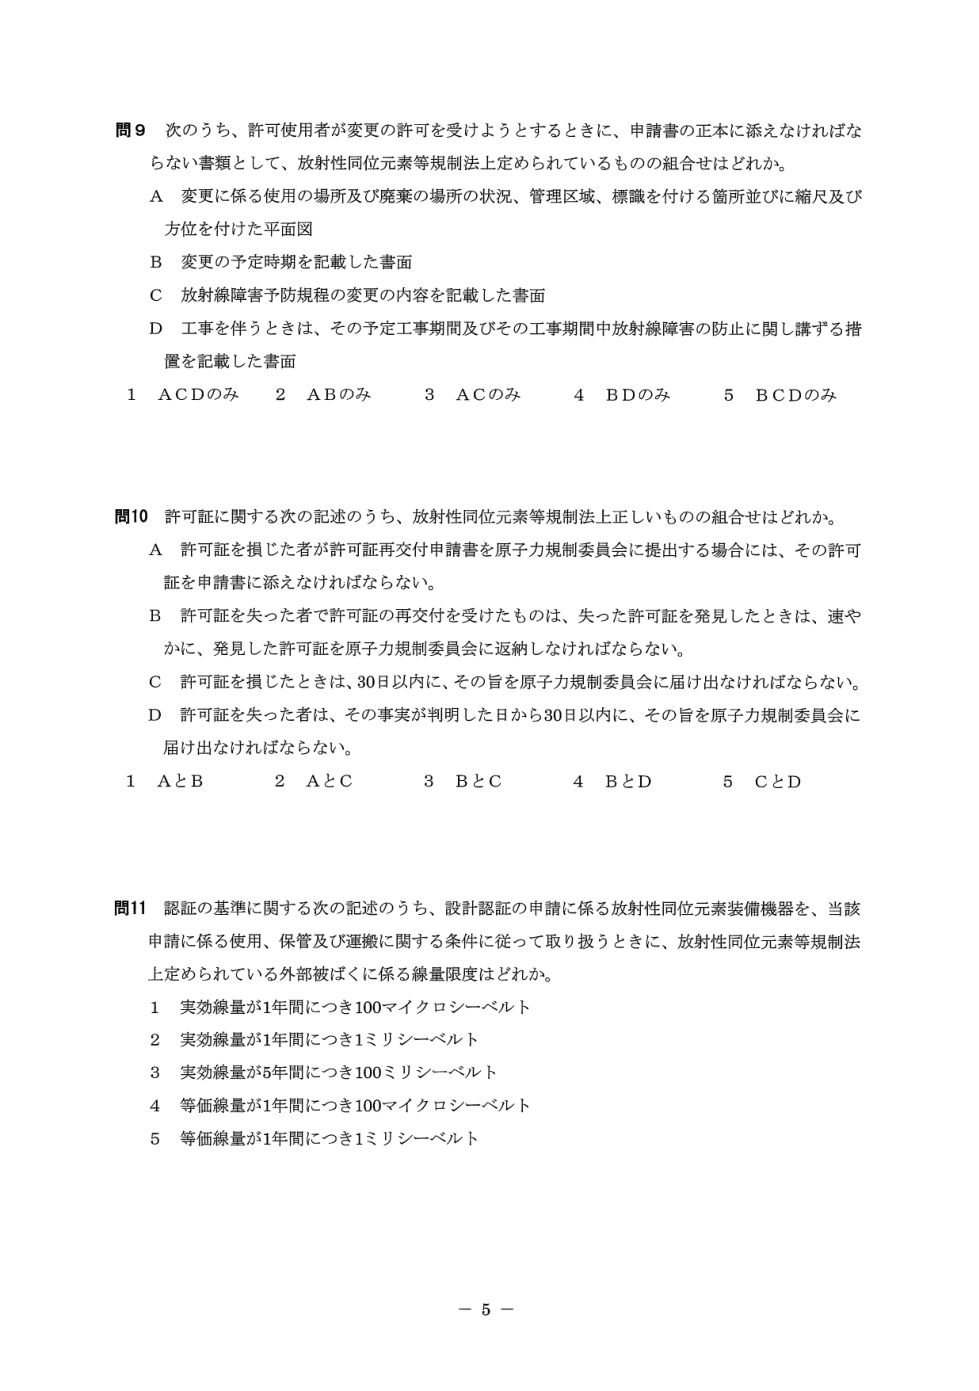 問9　次のうち、許可使用者が変更の許可を受けようとするときに、申請書の正本に添えなければな
らない書類として、放射性同位元素等規制法上定められているものの組合せはどれか。
A　変更に係る使用の場所及び廃棄の場所の状況、管理区域、標識を付ける箇所並びに縮尺及び
方位を付けた平面図
B　変更の予定時期を記載した書面
C　放射線障害予防規程の変更の内容を記載した書面
D　工事を伴うときは、その予定工事期間及びその工事期間中放射線障害の防止に関し講ずる措
置を記載した書面
1　ACDのみ　2　ABのみ　3　ACのみ　4　BDのみ　5　BCDのみ
問10　許可証に関する次の記述のうち、放射性同位元素等規制法上正しいものの組合せはどれか。
A　許可証を損じた者が許可証再交付申請書を原子力規制委員会に提出する場合には、その許可
証を申請書に添えなければならない。
B　許可証を失った者で許可証の再交付を受けたものは、失った許可証を発見したときは、速や
かに、発見した許可証を原子力規制委員会に返納しなければならない。
C　許可証を損じたときは、30日以内に、その旨を原子力規制委員会に届け出なければならない。
D　許可証を失った者は、その事実が判明した日から30日以内に、その旨を原子力規制委員会に
届け出なければならない。
1　AとB　2　AとC　3　BとC　4　BとD　5　CとD
問11　認証の基準に関する次の記述のうち、設計認証の申請に係る放射性同位元素装備機器を、当該
申請に係る使用、保管及び運搬に関する条件に従って取り扱うときに、放射性同位元素等規制法
上定められている外部被ばくに係る線量限度はどれか。
1　実効線量が1年間につき100マイクロシーベルト
2　実効線量が1年間につき1ミリシーベルト
3　実効線量が5年間につき100ミリシーベルト
4　等価線量が1年間につき100マイクロシーベルト
5　等価線量が1年間につき1ミリシーベルト
－ 5 －